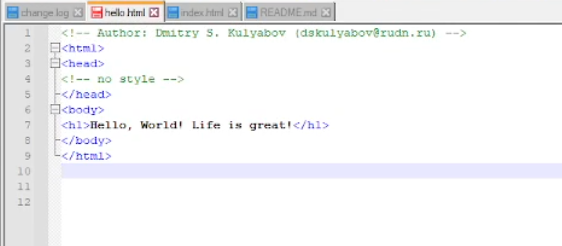 change.log hello.html index.html README.md
1 <!-- Author: Dmitry S. Kulyabov (dskulyabov@rudn.ru) -->
2 <html>
3 <head>
4 <!-- no style -->
5 </head>
6 <body>
7 <h1>Hello, World! Life is great!</h1>
8 </body>
9 </html>
10
11
12